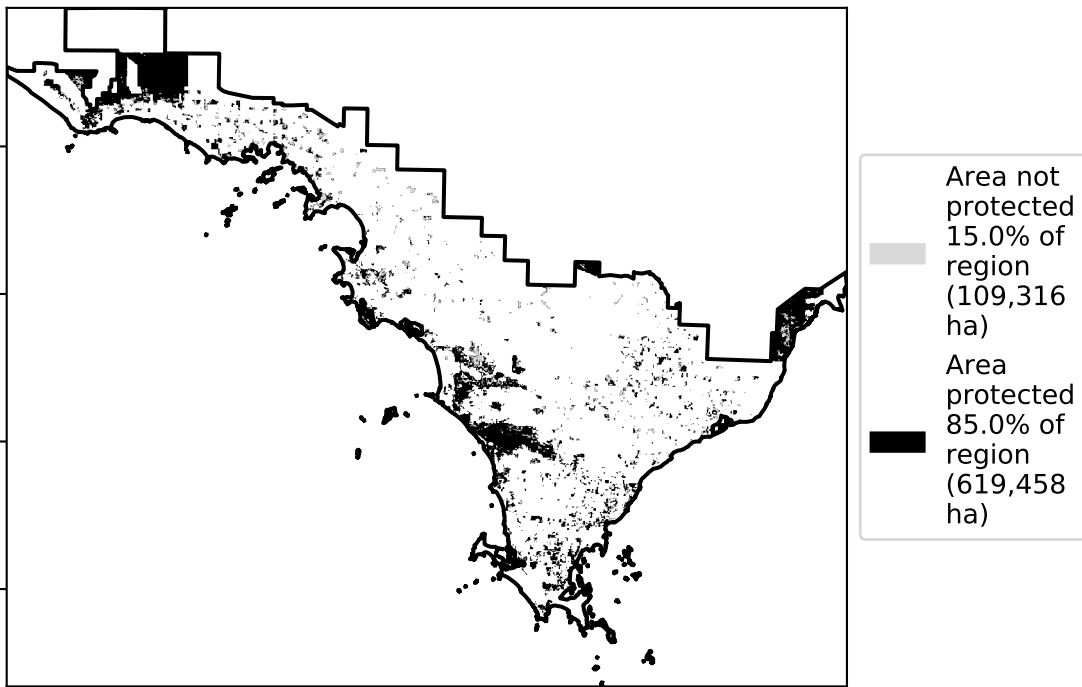 Area not
protected
15.0% of
region
(109,316
ha)
Area
protected
85.0% of
region
(619,458
ha)